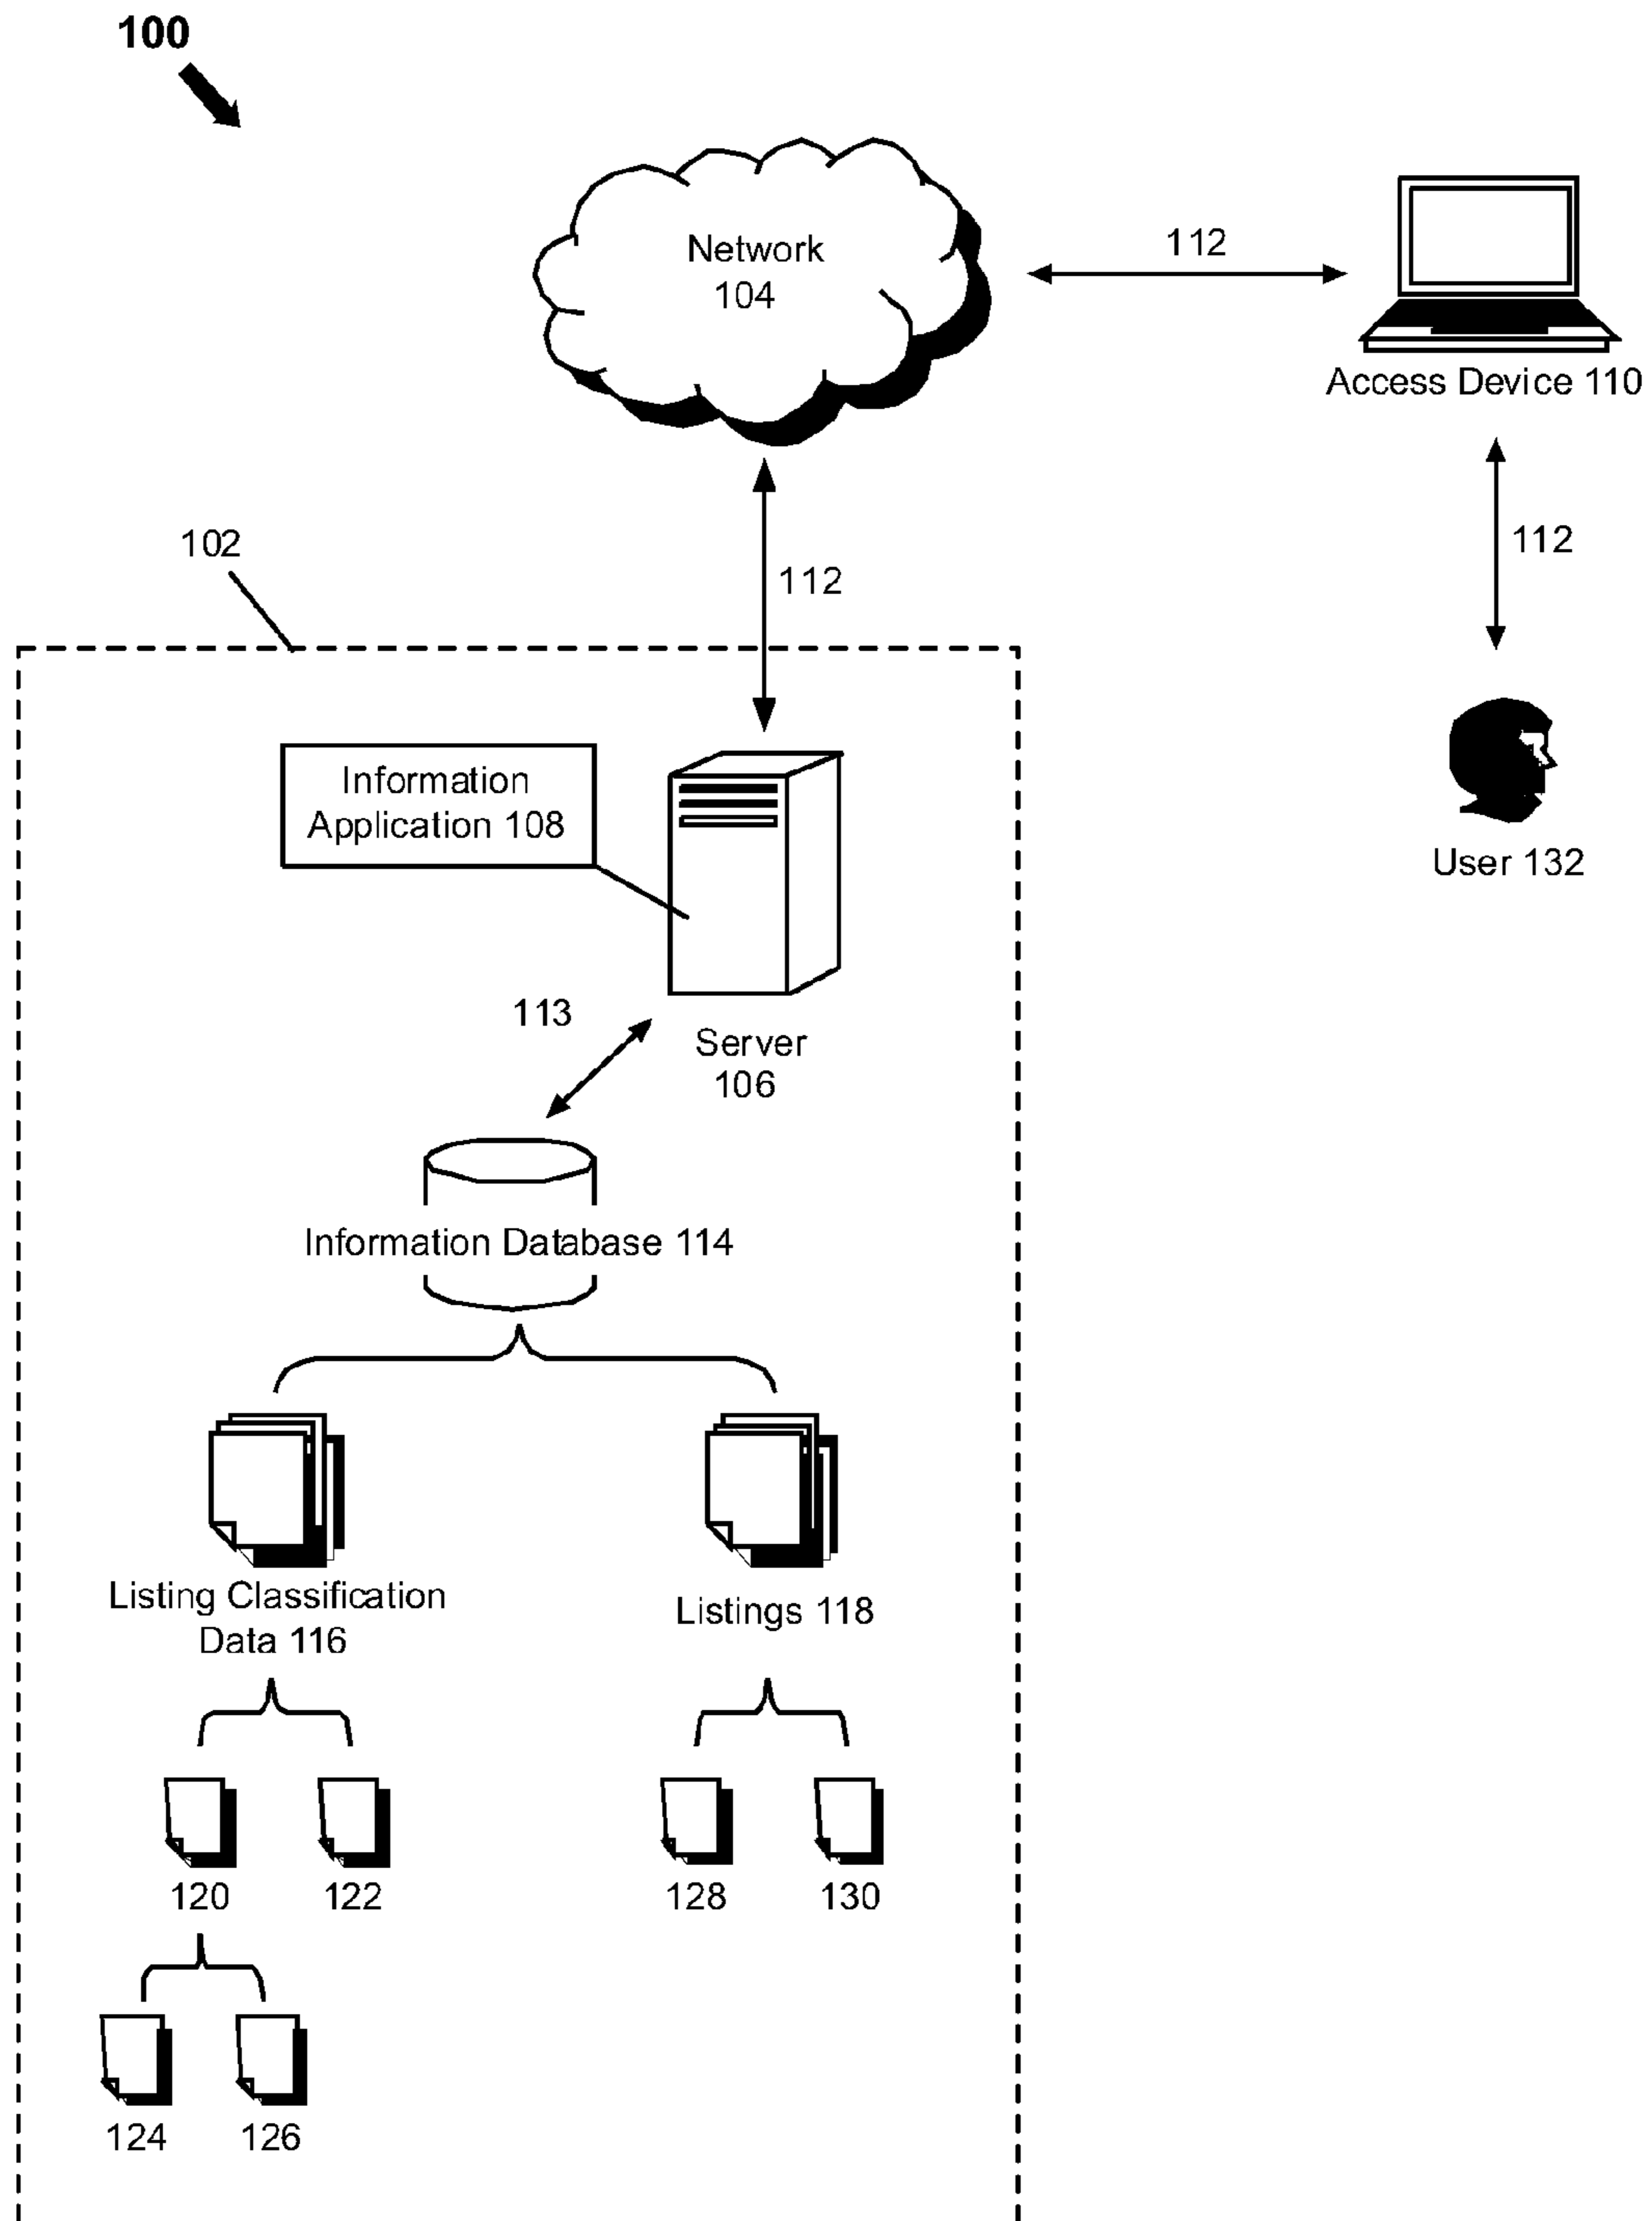 100
Network
104
112
Access Device 110
112
102
112
Information
Application 108
User 132
113
Server
106
Information Database 114
Listing Classification
Data 116
Listings 118
120
122
128
130
124
126